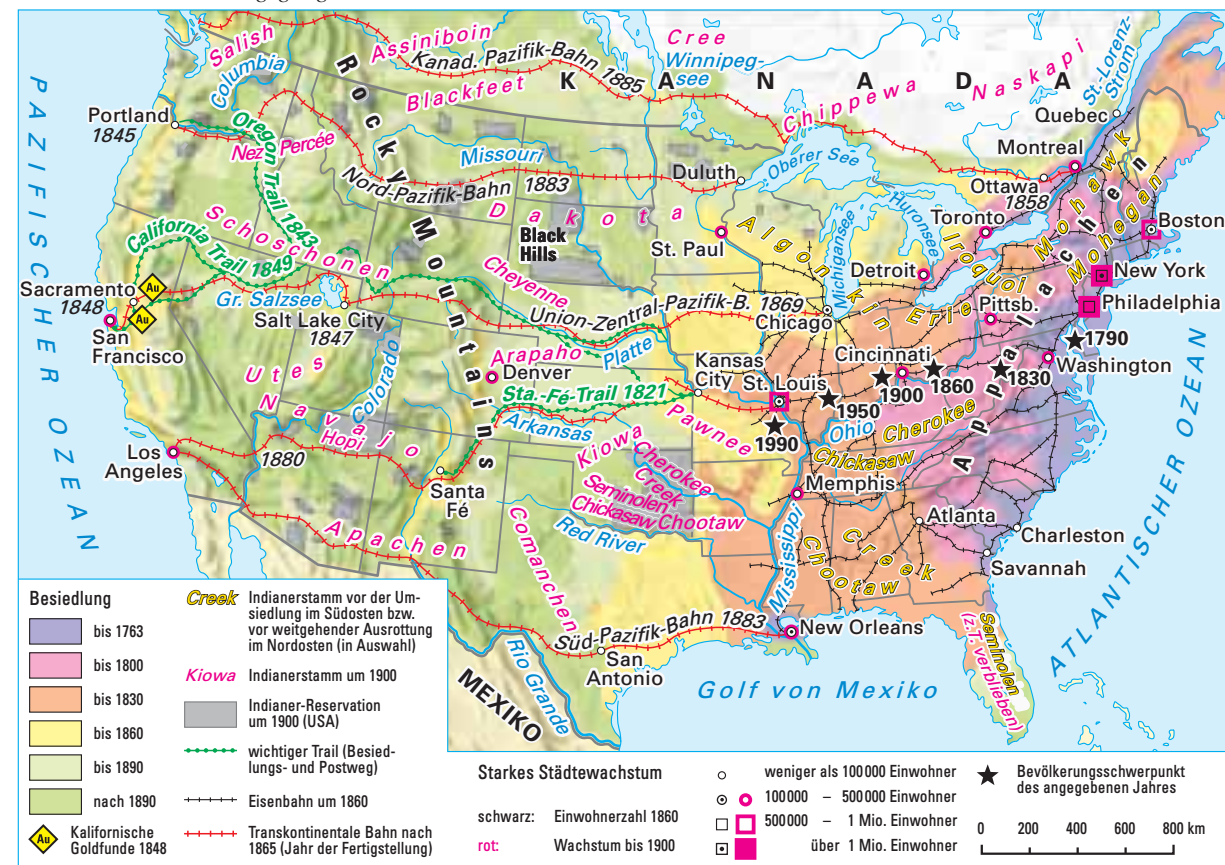 PAZIFISCHER OZEAN
Salish
Columbia
Assiniboin
Kanad. Pazifik-Bahn 1885
Blackfeet
Cree
Winnipeg-
see
KANADA
Naskapi
Chippewa
St.-Lorenz-
Strom
Quebec
Montreal
Ottawa
1858
Portland
1845
Oregon Trail 1843
Nez Percée
Rocky Mountains
Missouri
Nord-Pazifik-Bahn 1883
Duluth
Oberer See
Huronsee
Michigansee
Toronto
Mohawk
Mohegan
Boston
Schoschonen
California Trail 1849
Dakota
Black
Hills
St. Paul
Algonkin
Detroit
Iroquoi
Erie
New York
Pittsb.
Philadelphia
Appalachen
Sacramento
1848
Au
Au
San
Francisco
Gr. Salzsee
Salt Lake City
1847
Cheyenne
Union-Zentral-Pazifik-B. 1869
Chicago
Platte
Utes
Colorado
Arapaho
Denver
Kansas
City
St. Louis
Cincinnati
1790
Washington
1830
1860
1900
1950
1990
Sta.-Fé-Trail 1821
Arkansas
Pawnee
Ohio
Cherokee
Navajo
Hopi
Los
Angeles
1880
Santa
Fé
Kiowa
Cherokee
Creek
Seminolen
Chickasaw
Chootaw
Chickasaw
Memphis
Atlanta
Charleston
Savannah
Apachen
Comanchen
Red River
Mississippi
Chootaw
Creek
Süd-Pazifik-Bahn 1883
New Orleans
San
Antonio
Rio Grande
MEXIKO
Golf von Mexiko
Seminolen
(z.T. verblieben)
ATLANTISCHER OZEAN
Besiedlung
bis 1763
bis 1800
bis 1830
bis 1860
bis 1890
nach 1890
Au
Kalifornische
Goldfunde 1848
Creek
Indianerstamm vor der Um-
siedlung im Südosten bzw.
vor weitgehender Ausrottung
im Nordosten (in Auswahl)
Kiowa
Indianerstamm um 1900
Indianer-Reservation
um 1900 (USA)
wichtiger Trail (Besied-
lungs- und Postweg)
Eisenbahn um 1860
Transkontinentale Bahn nach
1865 (Jahr der Fertigstellung)
Starkes Städtewachstum
schwarz: Einwohnerzahl 1860
rot: Wachstum bis 1900
weniger als 100 000 Einwohner
100 000 – 500 000 Einwohner
500 000 – 1 Mio. Einwohner
über 1 Mio. Einwohner
Bevölkerungsschwerpunkt
des angegebenen Jahres
0 200 400 600 800 km